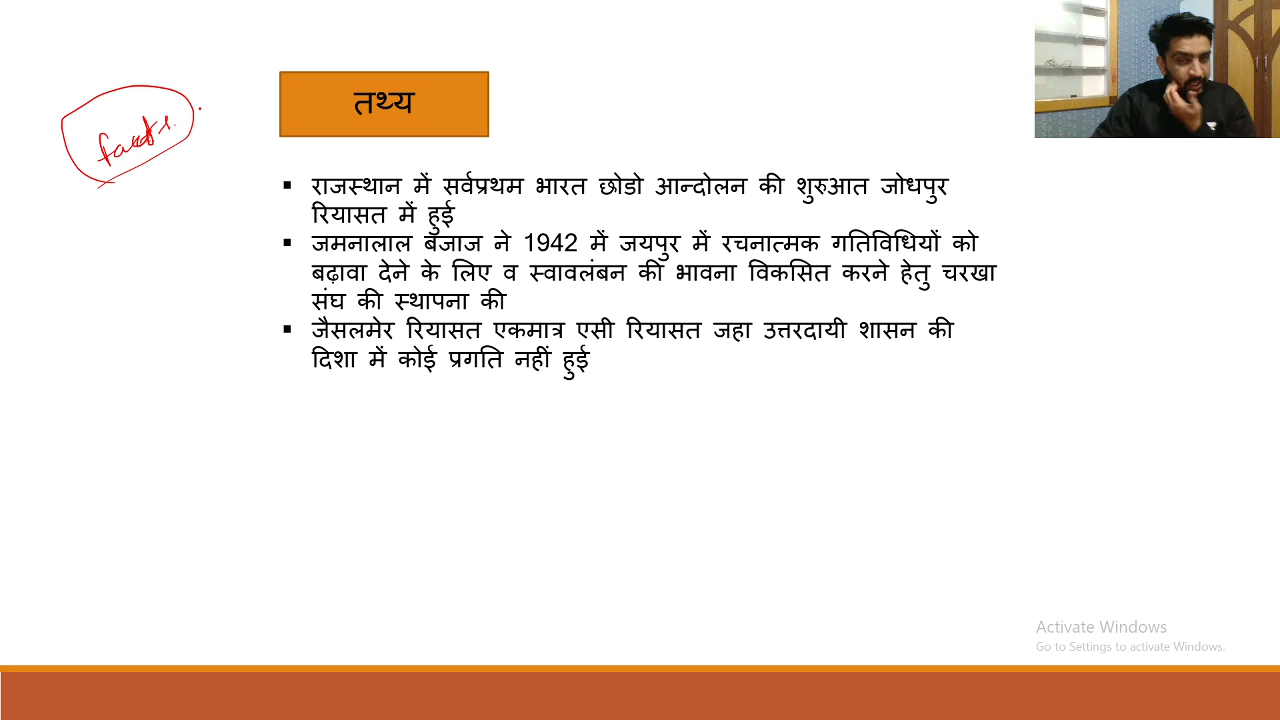 तथ्य
facts.
▪ राजस्थान में सर्वप्रथम भारत छोडो आन्दोलन की शुरुआत जोधपुर
रियासत में हुई
▪ जमनालाल बजाज ने 1942 में जयपुर में रचनात्मक गतिविधियों को
बढ़ावा देने के लिए व स्वावलंबन की भावना विकसित करने हेतु चरखा
संघ की स्थापना की
▪ जैसलमेर रियासत एकमात्र एसी रियासत जहा उत्तरदायी शासन की
दिशा में कोई प्रगति नहीं हुई
Activate Windows
Go to Settings to activate Windows.